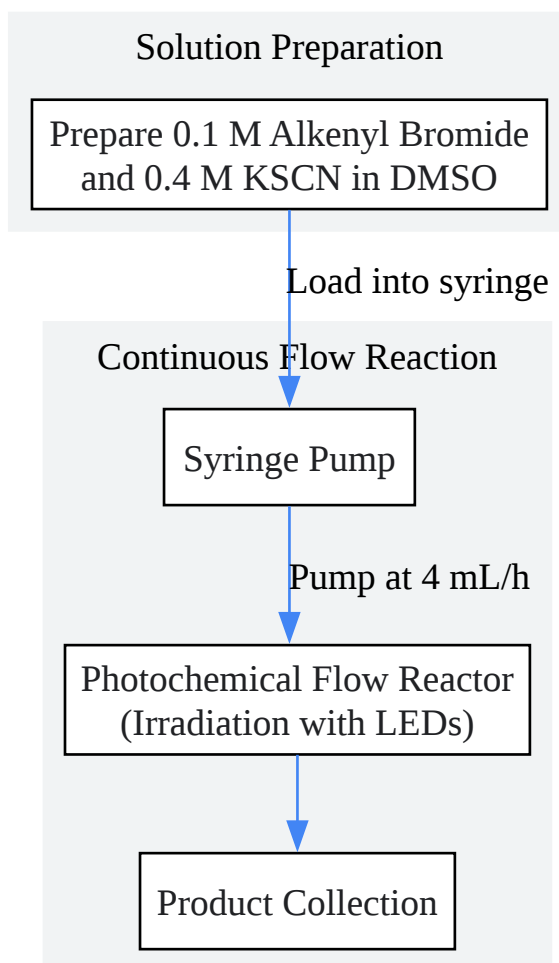 Solution Preparation
Prepare 0.1 M Alkenyl Bromide
and 0.4 M KSCN in DMSO
Load into syringe
Continuous Flow Reaction
Syringe Pump
Pump at 4 mL/h
Photochemical Flow Reactor
(Irradiation with LEDs)
Product Collection